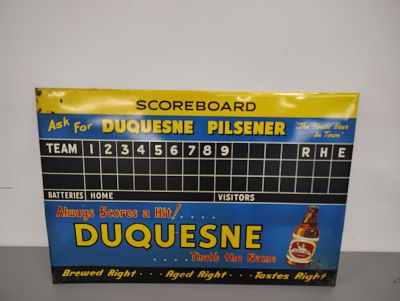 SCOREBOARD
Ask For DUQUESNE PILSENER "The Finest Beer
In Town"
TEAM 1 2 3 4 5 6 7 8 9 R H E
BATTERIES HOME VISITORS
Always Scores a Hit! . . . .
DUQUESNE
. . . . That's the Name
Brewed Right . . . Aged Right . . . Tastes Right